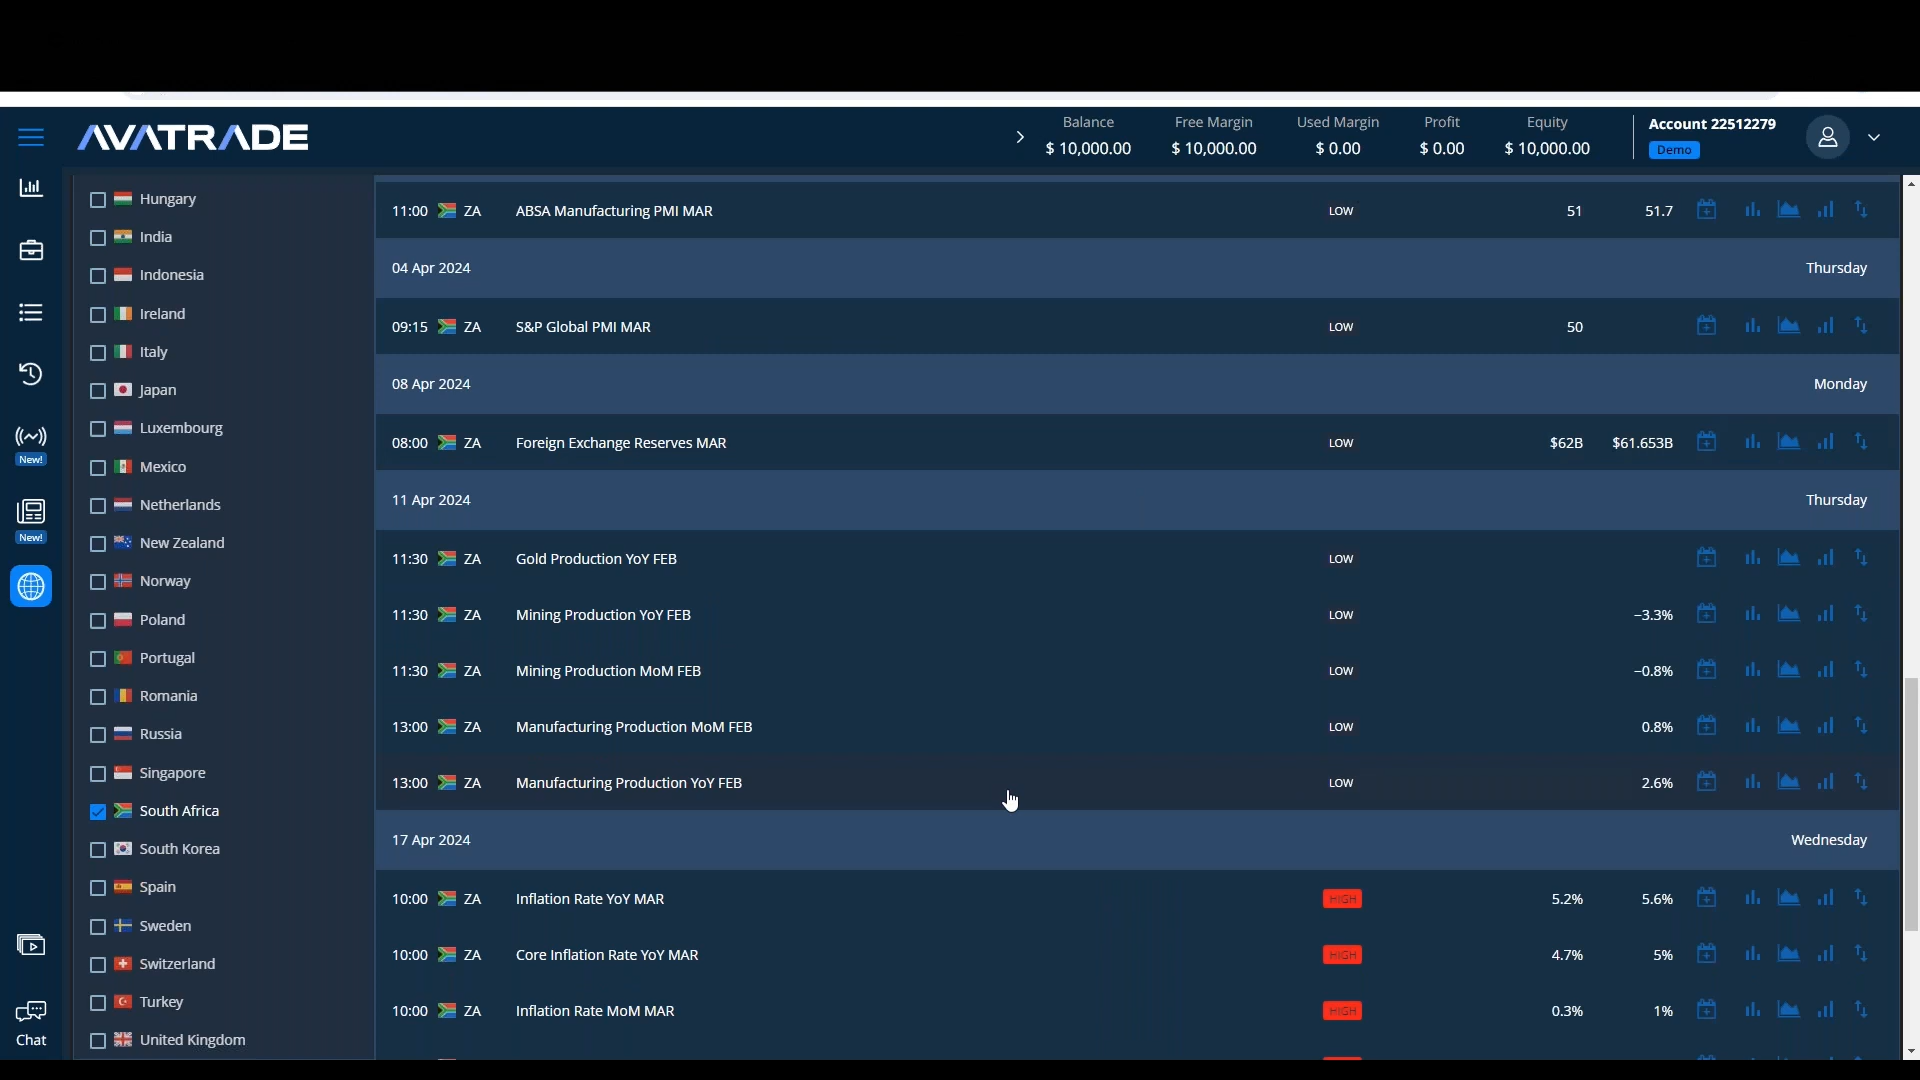 AVATRADE
Balance Free Margin Used Margin Profit Equity
$ 10,000.00 $ 10,000.00 $ 0.00 $ 0.00 $ 10,000.00
Account 22512279
Demo
New!
New!
Chat
Hungary
India
Indonesia
Ireland
Italy
Japan
Luxembourg
Mexico
Netherlands
New Zealand
Norway
Poland
Portugal
Romania
Russia
Singapore
South Africa
South Korea
Spain
Sweden
Switzerland
Turkey
United Kingdom
11:00 ZA ABSA Manufacturing PMI MAR LOW 51 51.7
04 Apr 2024 Thursday
09:15 ZA S&P Global PMI MAR LOW 50
08 Apr 2024 Monday
08:00 ZA Foreign Exchange Reserves MAR LOW $62B $61.653B
11 Apr 2024 Thursday
11:30 ZA Gold Production YoY FEB LOW
11:30 ZA Mining Production YoY FEB LOW −3.3%
11:30 ZA Mining Production MoM FEB LOW −0.8%
13:00 ZA Manufacturing Production MoM FEB LOW 0.8%
13:00 ZA Manufacturing Production YoY FEB LOW 2.6%
17 Apr 2024 Wednesday
10:00 ZA Inflation Rate YoY MAR HIGH 5.2% 5.6%
10:00 ZA Core Inflation Rate YoY MAR HIGH 4.7% 5%
10:00 ZA Inflation Rate MoM MAR HIGH 0.3% 1%